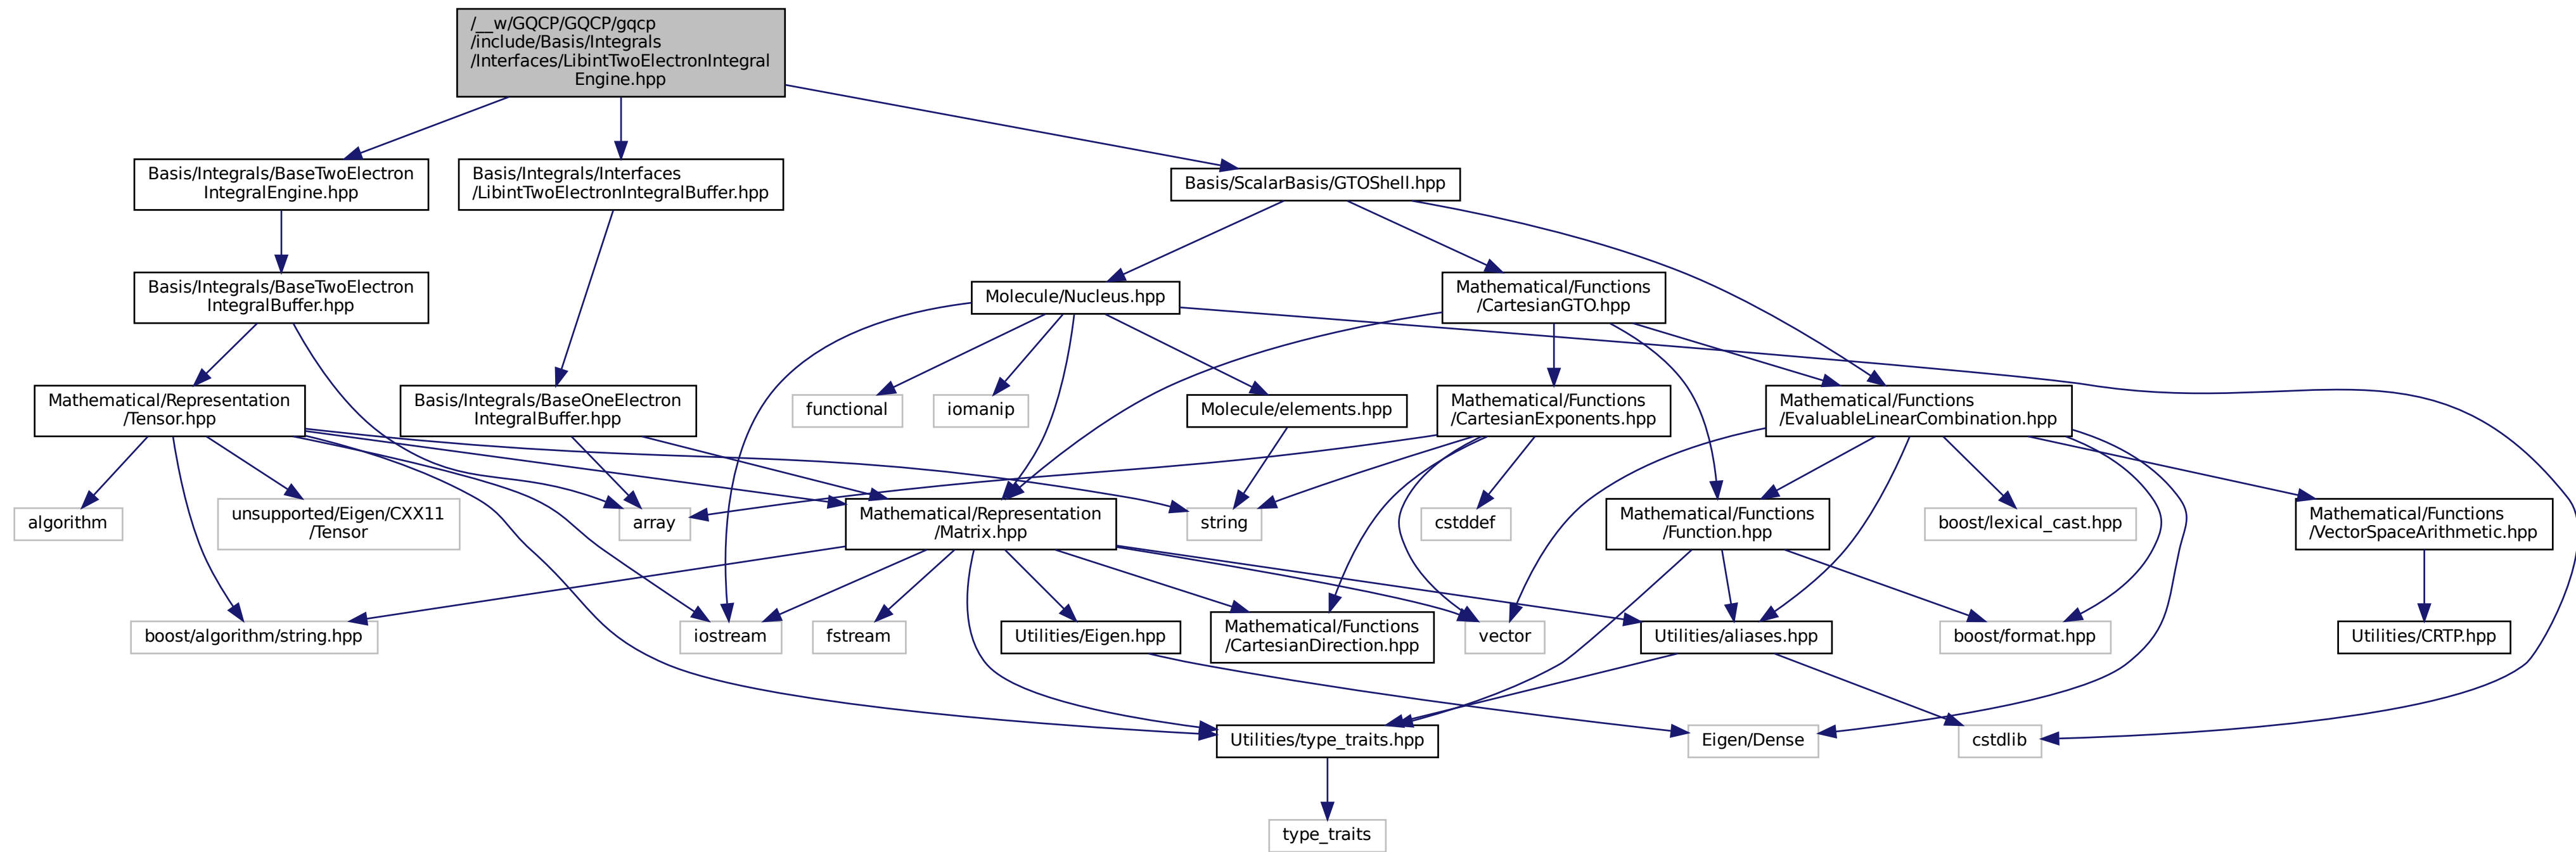 /__w/GQCP/GQCP/gqcp
/include/Basis/Integrals
/Interfaces/LibintTwoElectronIntegral
Engine.hpp
Basis/Integrals/BaseTwoElectron
IntegralEngine.hpp
Basis/Integrals/Interfaces
/LibintTwoElectronIntegralBuffer.hpp
Basis/ScalarBasis/GTOShell.hpp
Basis/Integrals/BaseTwoElectron
IntegralBuffer.hpp
Molecule/Nucleus.hpp
Mathematical/Functions
/CartesianGTO.hpp
Mathematical/Representation
/Tensor.hpp
Basis/Integrals/BaseOneElectron
IntegralBuffer.hpp
functional
iomanip
Molecule/elements.hpp
Mathematical/Functions
/CartesianExponents.hpp
Mathematical/Functions
/EvaluableLinearCombination.hpp
algorithm
unsupported/Eigen/CXX11
/Tensor
array
Mathematical/Representation
/Matrix.hpp
string
cstddef
Mathematical/Functions
/Function.hpp
boost/lexical_cast.hpp
Mathematical/Functions
/VectorSpaceArithmetic.hpp
boost/algorithm/string.hpp
iostream
fstream
Utilities/Eigen.hpp
Mathematical/Functions
/CartesianDirection.hpp
vector
Utilities/aliases.hpp
boost/format.hpp
Utilities/CRTP.hpp
Utilities/type_traits.hpp
Eigen/Dense
cstdlib
type_traits